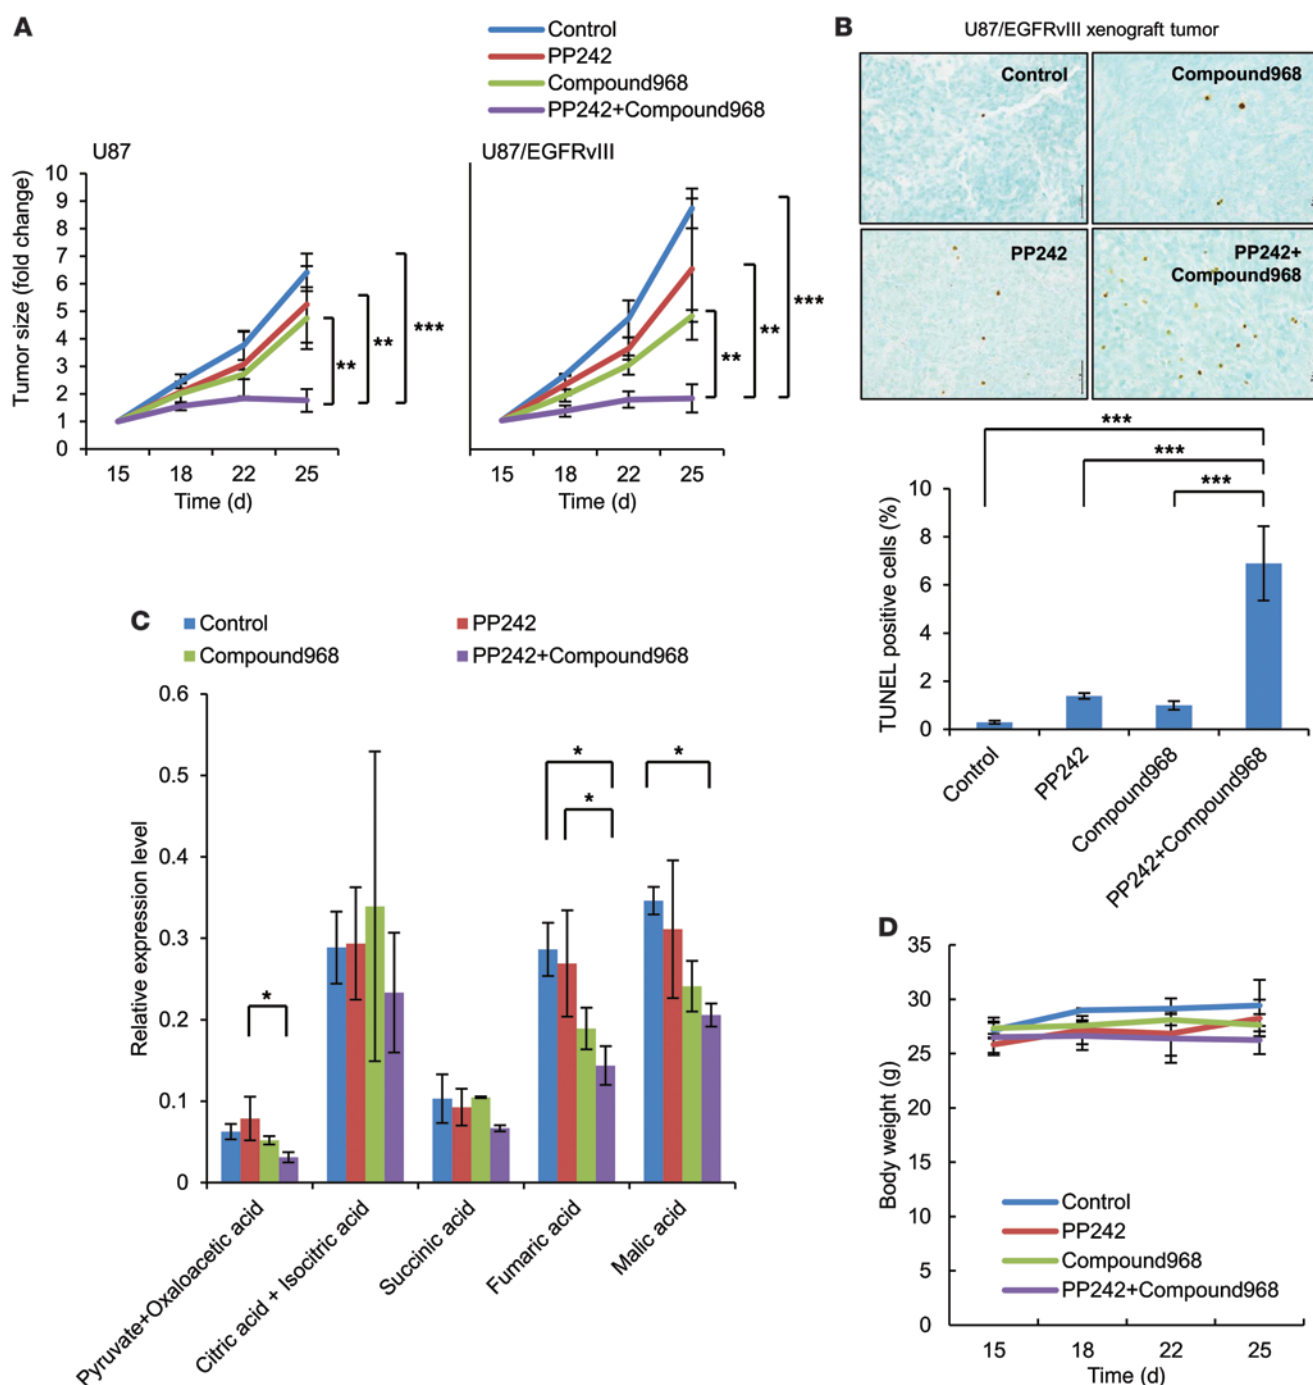 A
Control
PP242
Compound968
PP242+Compound968
U87
U87/EGFRvIII
Tumor size (fold change)
10
9
8
7
6
5
4
3
2
1
0
**
**
***
**
**
***
15 18 22 25
15 18 22 25
Time (d)
Time (d)
B
U87/EGFRvIII xenograft tumor
Control
Compound968
PP242
PP242+
Compound968
***
***
***
TUNEL positive cells (%)
10
8
6
4
2
0
Control
PP242
Compound968
PP242+Compound968
C
Control
PP242
Compound968
PP242+Compound968
Relative expression level
0.6
0.5
0.4
0.3
0.2
0.1
0
*
*
*
*
Pyruvate+Oxaloacetic acid
Citric acid + Isocitric acid
Succinic acid
Fumaric acid
Malic acid
D
Body weight (g)
35
30
25
20
15
10
5
0
Control
PP242
Compound968
PP242+Compound968
15 18 22 25
Time (d)